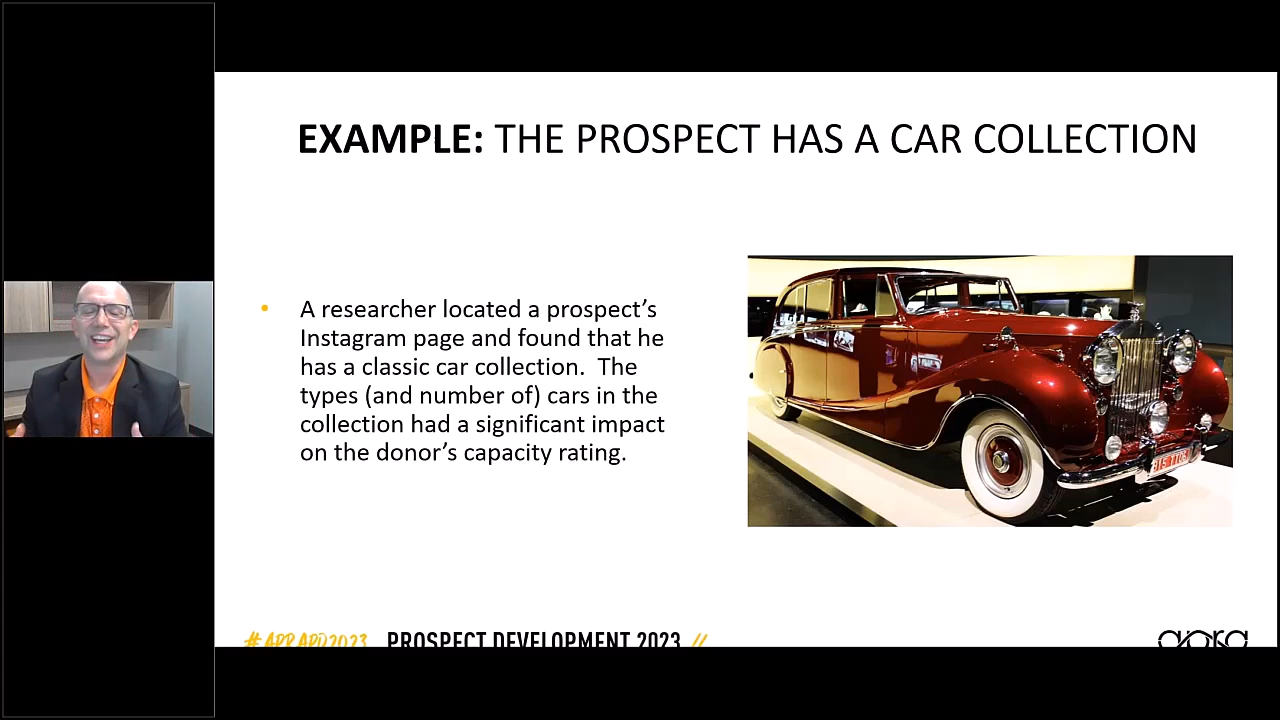 EXAMPLE: THE PROSPECT HAS A CAR COLLECTION
• A researcher located a prospect’s
Instagram page and found that he
has a classic car collection.  The
types (and number of) cars in the
collection had a significant impact
on the donor’s capacity rating.
#APRAPD2023 PROSPECT DEVELOPMENT 2023 //
apra